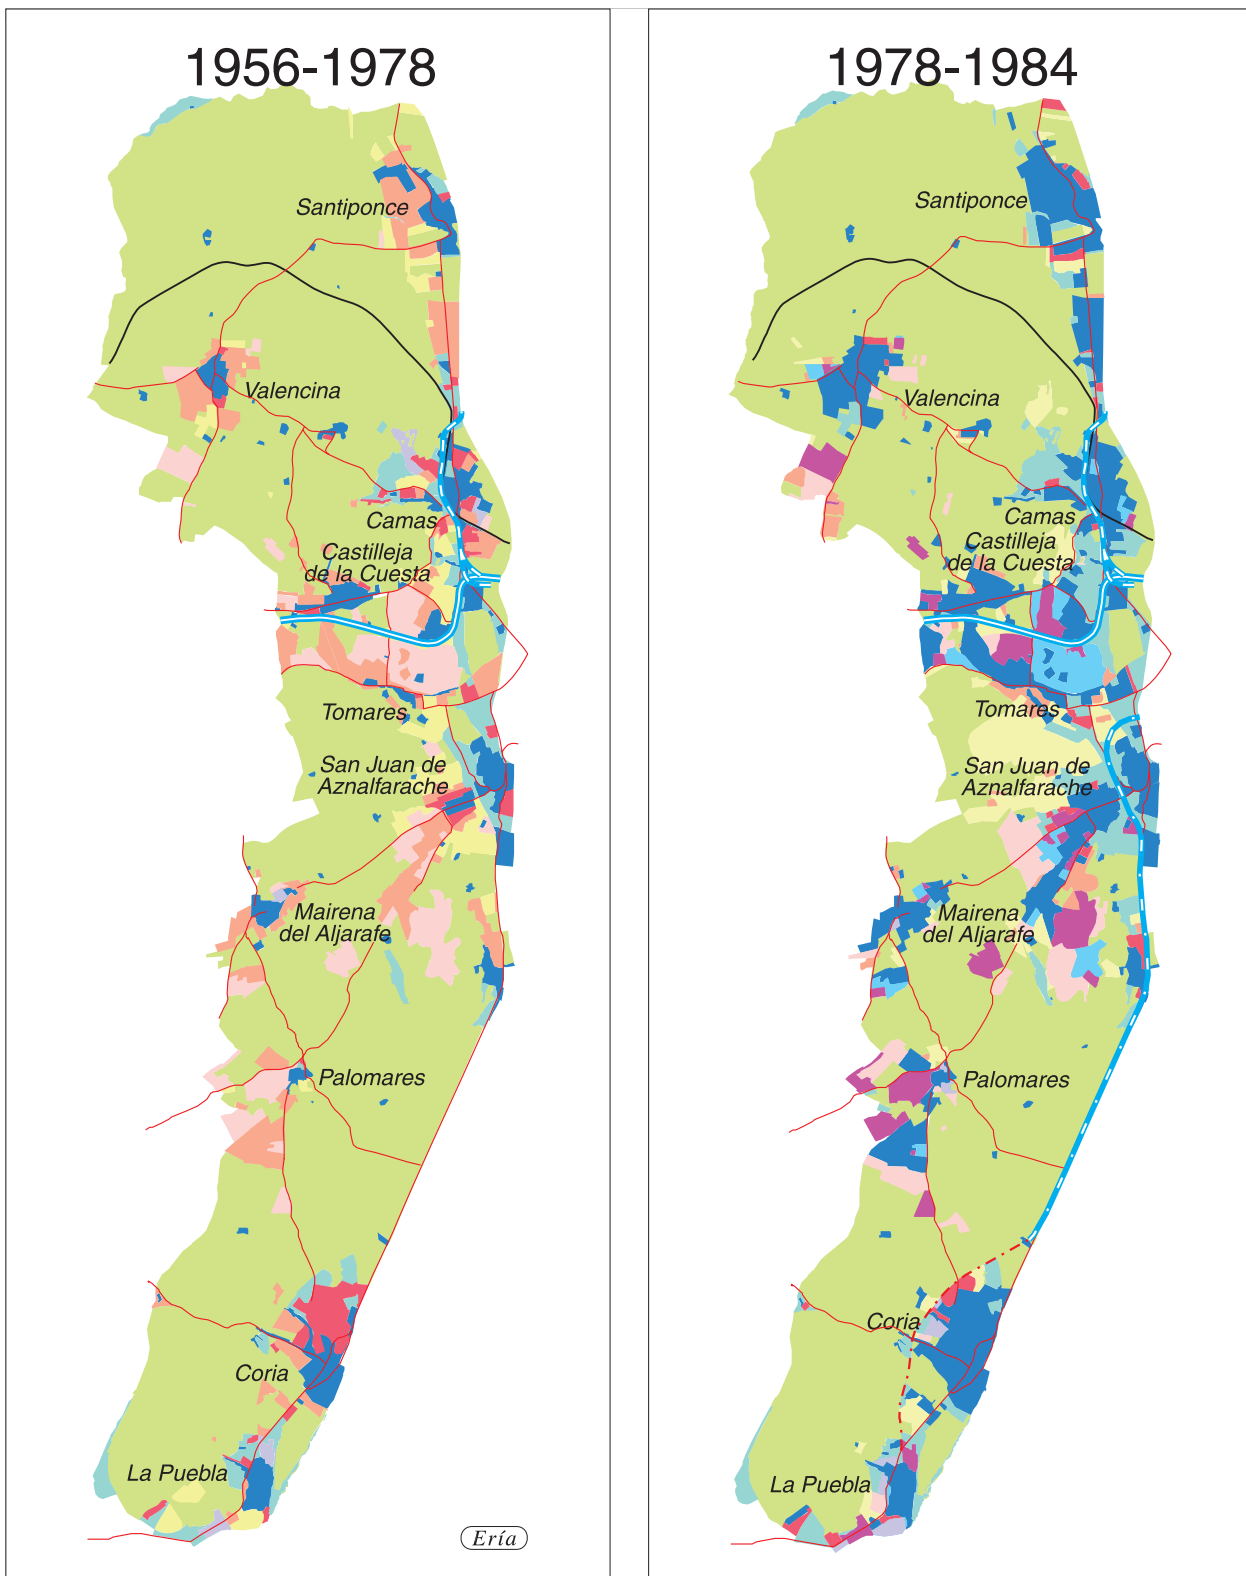 1956-1978
Santiponce
Valencina
Camas
Castilleja
de la Cuesta
Tomares
San Juan de
Aznalfarache
Mairena
del Aljarafe
Palomares
Coria
La Puebla
Ería
1978-1984
Santiponce
Valencina
Camas
Castilleja
de la Cuesta
Tomares
San Juan de
Aznalfarache
Mairena
del Aljarafe
Palomares
Coria
La Puebla